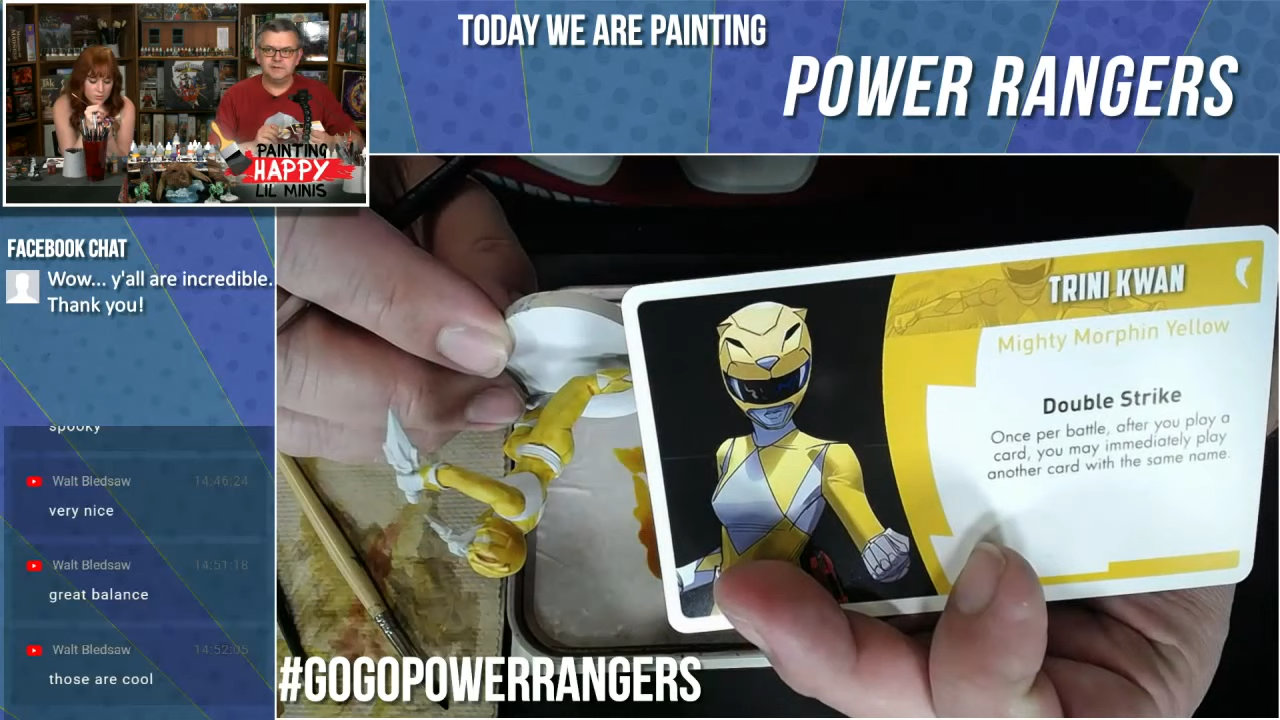 TODAY WE ARE PAINTING
POWER RANGERS
PAINTING
HAPPY
LIL MINIS
FACEBOOK CHAT
Wow... y'all are incredible.
Thank you!
spooky
Walt Bledsaw 14:46:24
very nice
Walt Bledsaw 14:51:18
great balance
Walt Bledsaw 14:52:05
those are cool
TRINI KWAN
Mighty Morphin Yellow
Double Strike
Once per battle, after you play a
card, you may immediately play
another card with the same name.
#GOGOPOWERRANGERS